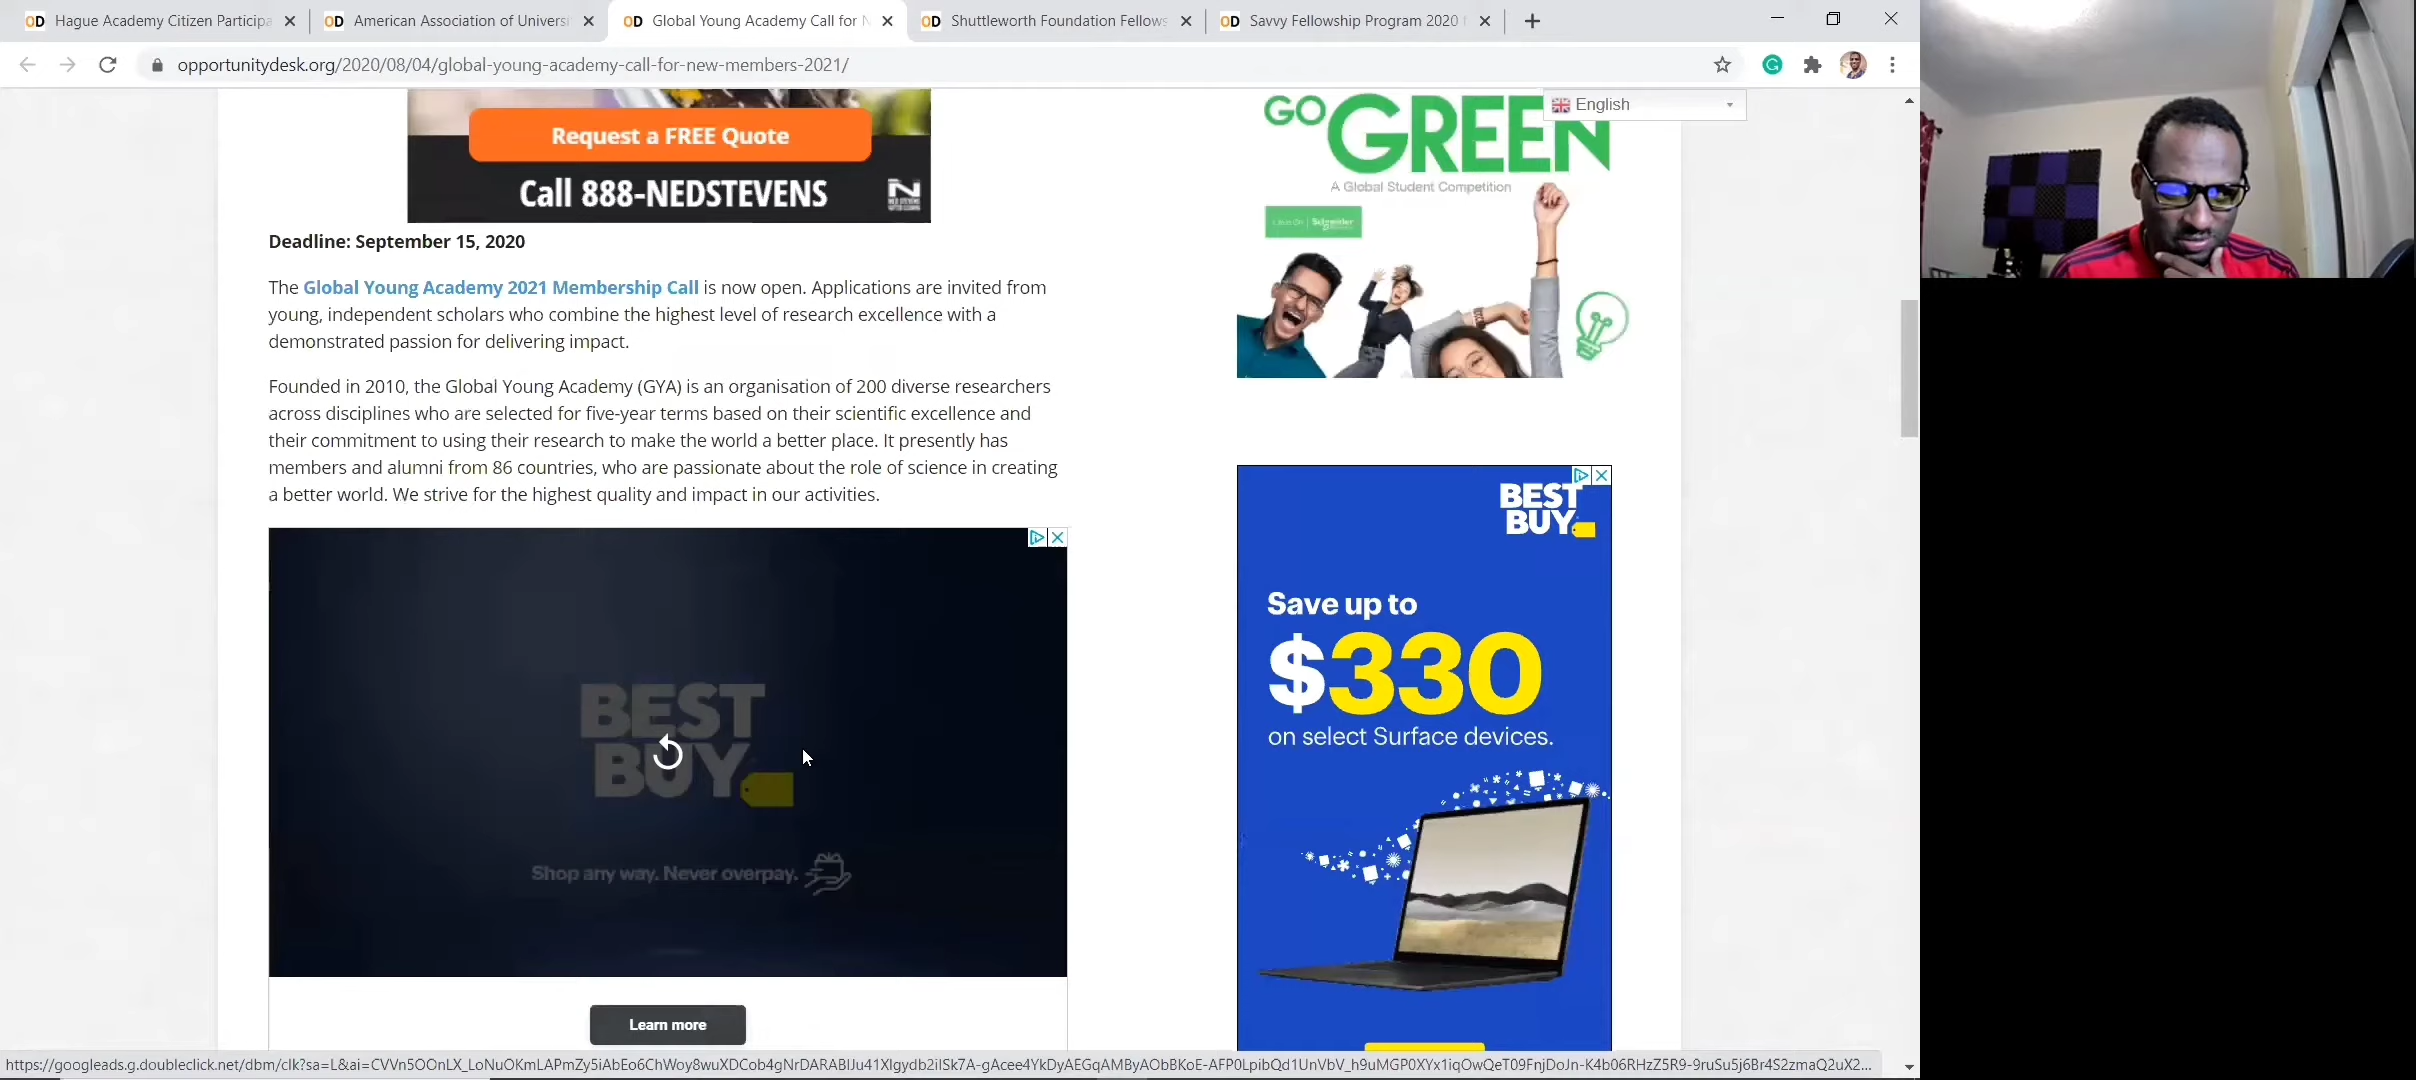 OD Hague Academy Citizen Participa
OD American Association of Universi
OD Global Young Academy Call for N
OD Shuttleworth Foundation Fellows
OD Savvy Fellowship Program 2020
opportunitydesk.org/2020/08/04/global-young-academy-call-for-new-members-2021/
English
Request a FREE Quote
Call 888-NEDSTEVENS
GO GREEN
A Global Student Competition
Schneider
Deadline: September 15, 2020
The Global Young Academy 2021 Membership Call is now open. Applications are invited from
young, independent scholars who combine the highest level of research excellence with a
demonstrated passion for delivering impact.
Founded in 2010, the Global Young Academy (GYA) is an organisation of 200 diverse researchers
across disciplines who are selected for five-year terms based on their scientific excellence and
their commitment to using their research to make the world a better place. It presently has
members and alumni from 86 countries, who are passionate about the role of science in creating
a better world. We strive for the highest quality and impact in our activities.
BEST
BUY
Shop any way. Never overpay.
Learn more
BEST
BUY
Save up to
$330
on select Surface devices.